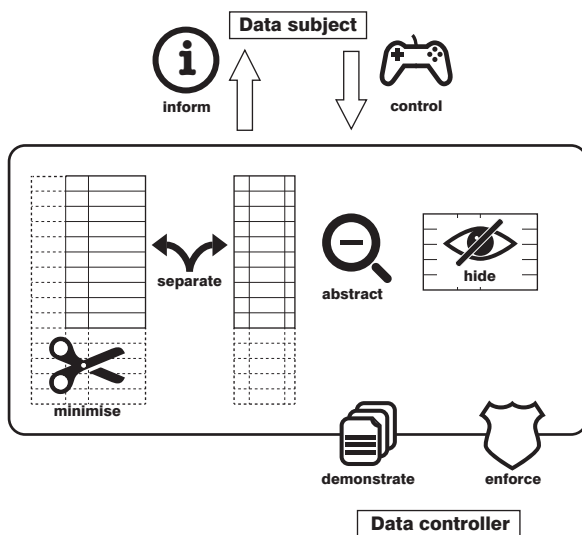 Data subject
inform
control
separate
abstract
hide
minimise
demonstrate
enforce
Data controller